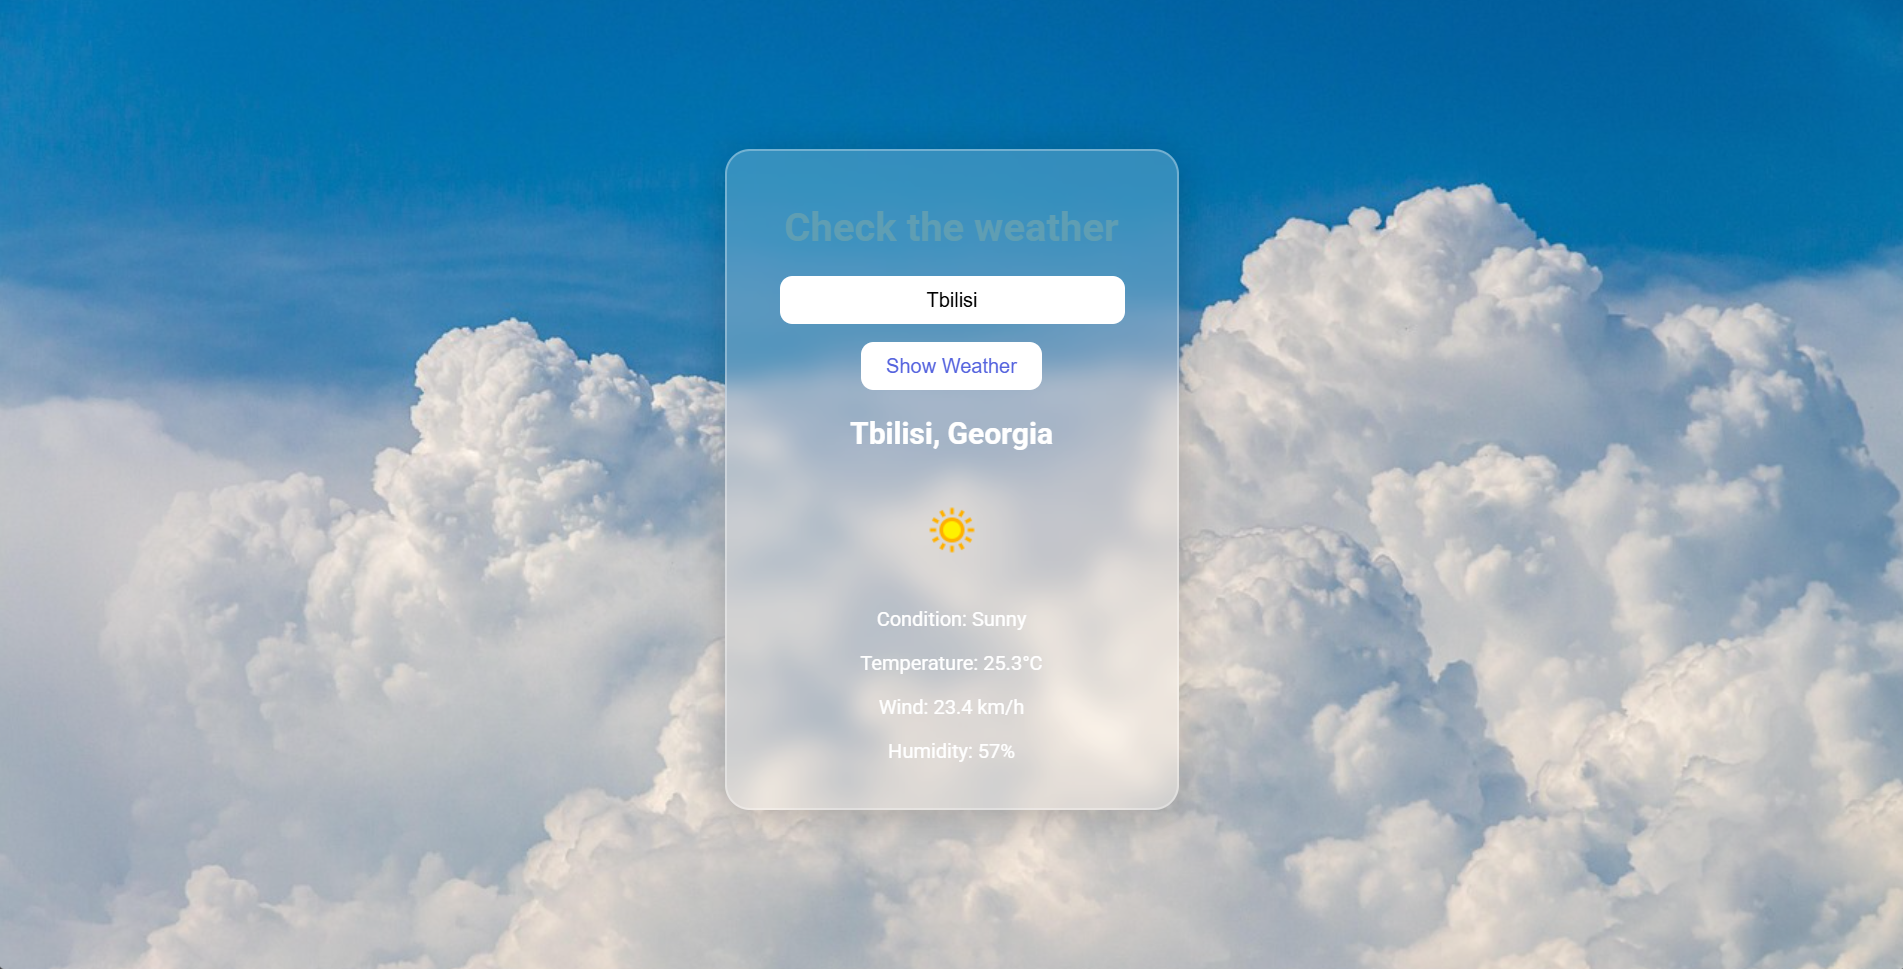 Check the weather
Tbilisi
Show Weather
Tbilisi, Georgia
Condition: Sunny
Temperature: 25.3°C
Wind: 23.4 km/h
Humidity: 57%